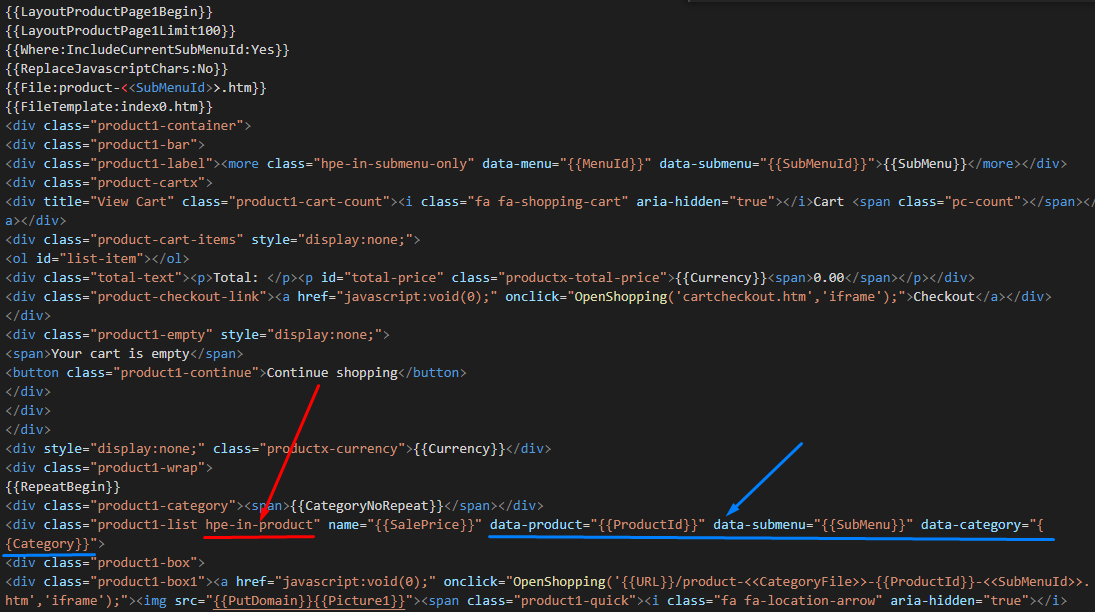 {{LayoutProductPage1Begin}}
{{LayoutProductPage1Limit100}}
{{Where:IncludeCurrentSubMenuId:Yes}}
{{ReplaceJavascriptChars:No}}
{{File:product-<<SubMenuId>>.htm}}
{{FileTemplate:index0.htm}}
<div class="product1-container">
<div class="product1-bar">
<div class="product1-label"><more class="hpe-in-submenu-only" data-menu="{{MenuId}}" data-submenu="{{SubMenuId}}">{{SubMenu}}</more></div>
<div class="product-cartx">
<div title="View Cart" class="product1-cart-count"><i class="fa fa-shopping-cart" aria-hidden="true"></i>Cart <span class="pc-count"></span></
a></div>
<div class="product-cart-items" style="display:none;">
<ol id="list-item"></ol>
<div class="total-text"><p>Total: </p><p id="total-price" class="productx-total-price">{{Currency}}<span>0.00</span></p></div>
<div class="product-checkout-link"><a href="javascript:void(0);" onclick="OpenShopping('cartcheckout.htm','iframe');">Checkout</a></div>
</div>
<div class="product1-empty" style="display:none;">
<span>Your cart is empty</span>
<button class="product1-continue">Continue shopping</button>
</div>
</div>
</div>
<div style="display:none;" class="productx-currency">{{Currency}}</div>
<div class="product1-wrap">
{{RepeatBegin}}
<div class="product1-category"><span>{{CategoryNoRepeat}}</span></div>
<div class="product1-list hpe-in-product" name="{{SalePrice}}" data-product="{{ProductId}}" data-submenu="{{SubMenu}}" data-category="{
{Category}}">
<div class="product1-box">
<div class="product1-box1"><a href="javascript:void(0);" onclick="OpenShopping('{{URL}}/product-<<CategoryFile>>-{{ProductId}}-<<SubMenuId>>.
htm','iframe');"><img src="{{PutDomain}}{{Picture1}}"><span class="product1-quick"><i class="fa fa-location-arrow" aria-hidden="true"></i>